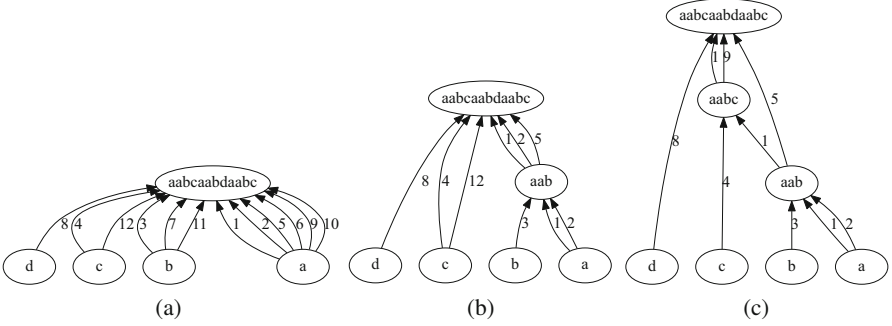 aabcaabdaabc
1 9
aabcaabdaabc
aabc
5
1 2 5
8
1
aabcaabdaabc
8 4 12
aab
4
aab
8 4 12 3 7 11 1 2 5 6 9 10
3 1 2
3 1 2
d c b a
d c b a
d c b a
(a) (b) (c)